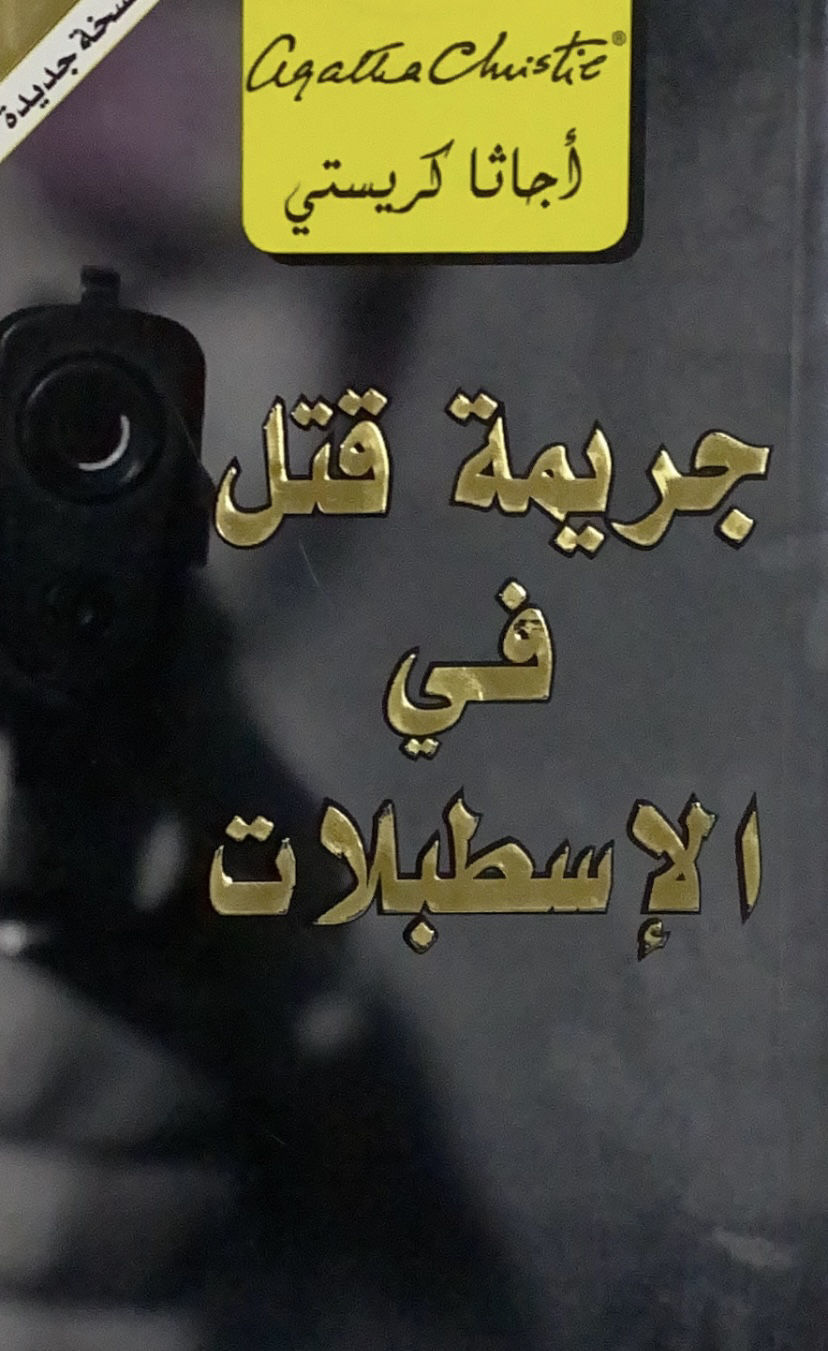 نسخة جديدة
Agatha Christie®
أجاثا كريستي
جريمة قتل
في
الإسطبلات